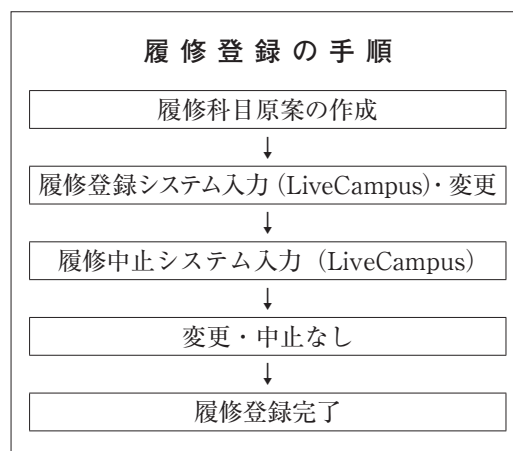 履修登録の手順
履修科目原案の作成
↓
履修登録システム入力(LiveCampus)・変更
↓
履修中止システム入力(LiveCampus)
↓
変更・中止なし
↓
履修登録完了